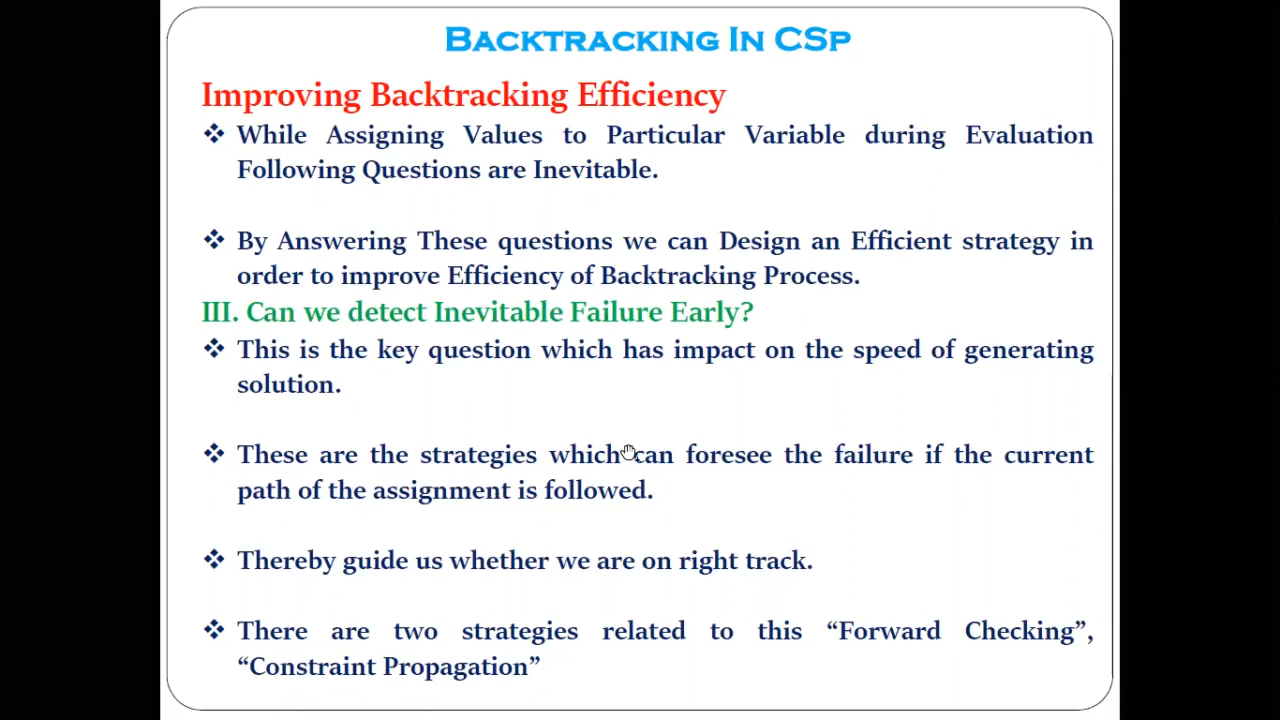 Backtracking In CSp
Improving Backtracking Efficiency
❖ While Assigning Values to Particular Variable during Evaluation
Following Questions are Inevitable.
❖ By Answering These questions we can Design an Efficient strategy in
order to improve Efficiency of Backtracking Process.
III. Can we detect Inevitable Failure Early?
❖ This is the key question which has impact on the speed of generating
solution.
❖ These are the strategies which can foresee the failure if the current
path of the assignment is followed.
❖ Thereby guide us whether we are on right track.
❖ There are two strategies related to this “Forward Checking”,
“Constraint Propagation”